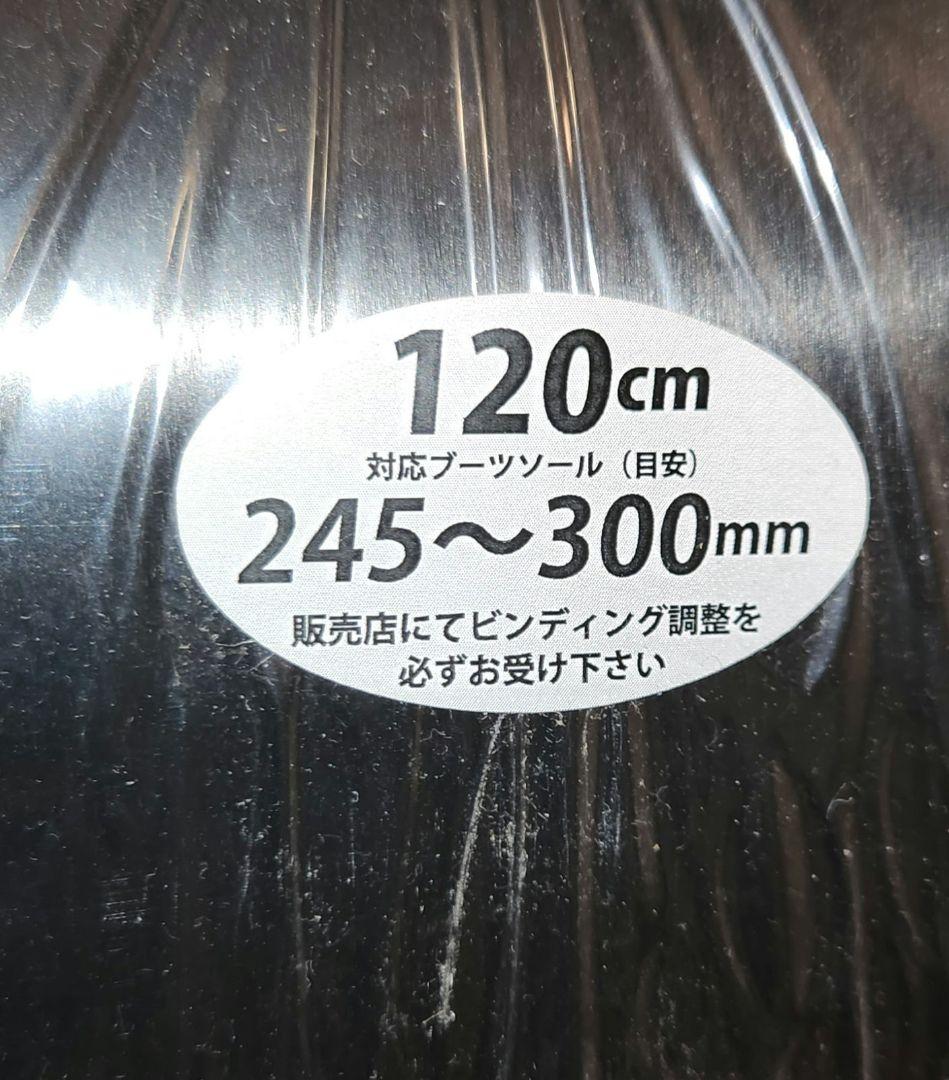 120cm
対応ブーツソール（目安）
245〜300mm
販売店にてビンディング調整を
必ずお受け下さい